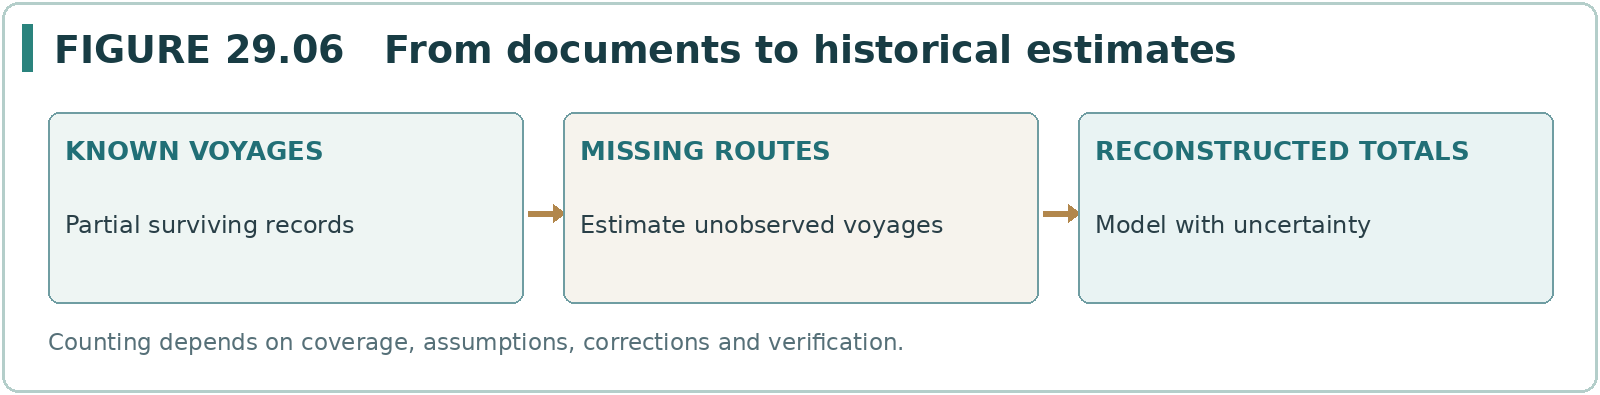 FIGURE 29.06 From documents to historical estimates
KNOWN VOYAGES
Partial surviving records
MISSING ROUTES
Estimate unobserved voyages
RECONSTRUCTED TOTALS
Model with uncertainty
Counting depends on coverage, assumptions, corrections and verification.